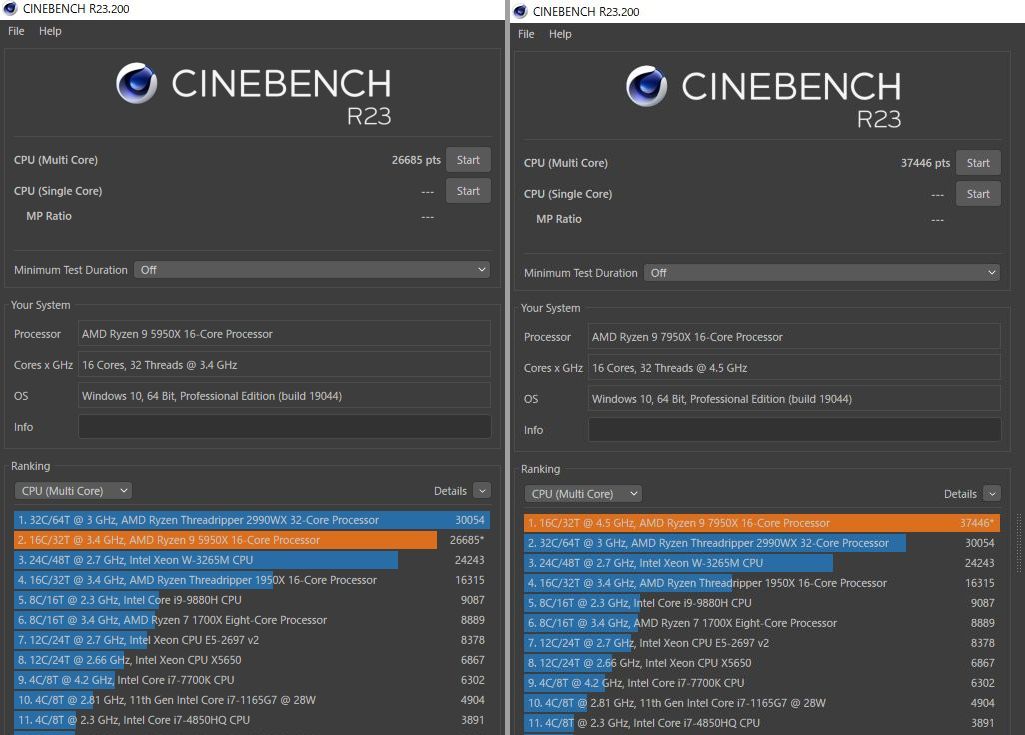 CINEBENCH R23.200
File Help
CINEBENCH
R23
CPU (Multi Core) 26685 pts Start
CPU (Single Core) --- Start
MP Ratio ---
Minimum Test Duration Off
Your System
Processor AMD Ryzen 9 5950X 16-Core Processor
Cores x GHz 16 Cores, 32 Threads @ 3.4 GHz
OS Windows 10, 64 Bit, Professional Edition (build 19044)
Info
Ranking
CPU (Multi Core) Details
1. 32C/64T @ 3 GHz, AMD Ryzen Threadripper 2990WX 32-Core Processor 30054
2. 16C/32T @ 3.4 GHz, AMD Ryzen 9 5950X 16-Core Processor 26685*
3. 24C/48T @ 2.7 GHz, Intel Xeon W-3265M CPU 24243
4. 16C/32T @ 3.4 GHz, AMD Ryzen Threadripper 1950X 16-Core Processor 16315
5. 8C/16T @ 2.3 GHz, Intel Core i9-9880H CPU 9087
6. 8C/16T @ 3.4 GHz, AMD Ryzen 7 1700X Eight-Core Processor 8889
7. 12C/24T @ 2.7 GHz, Intel Xeon CPU E5-2697 v2 8378
8. 12C/24T @ 2.66 GHz, Intel Xeon CPU X5650 6867
9. 4C/8T @ 4.2 GHz, Intel Core i7-7700K CPU 6302
10. 4C/8T @ 2.81 GHz, 11th Gen Intel Core i7-1165G7 @ 28W 4904
11. 4C/8T @ 2.3 GHz, Intel Core i7-4850HQ CPU 3891
CINEBENCH R23.200
File Help
CINEBENCH
R23
CPU (Multi Core) 37446 pts Start
CPU (Single Core) --- Start
MP Ratio ---
Minimum Test Duration Off
Your System
Processor AMD Ryzen 9 7950X 16-Core Processor
Cores x GHz 16 Cores, 32 Threads @ 4.5 GHz
OS Windows 10, 64 Bit, Professional Edition (build 19044)
Info
Ranking
CPU (Multi Core) Details
1. 16C/32T @ 4.5 GHz, AMD Ryzen 9 7950X 16-Core Processor 37446*
2. 32C/64T @ 3 GHz, AMD Ryzen Threadripper 2990WX 32-Core Processor 30054
3. 24C/48T @ 2.7 GHz, Intel Xeon W-3265M CPU 24243
4. 16C/32T @ 3.4 GHz, AMD Ryzen Threadripper 1950X 16-Core Processor 16315
5. 8C/16T @ 2.3 GHz, Intel Core i9-9880H CPU 9087
6. 8C/16T @ 3.4 GHz, AMD Ryzen 7 1700X Eight-Core Processor 8889
7. 12C/24T @ 2.7 GHz, Intel Xeon CPU E5-2697 v2 8378
8. 12C/24T @ 2.66 GHz, Intel Xeon CPU X5650 6867
9. 4C/8T @ 4.2 GHz, Intel Core i7-7700K CPU 6302
10. 4C/8T @ 2.81 GHz, 11th Gen Intel Core i7-1165G7 @ 28W 4904
11. 4C/8T @ 2.3 GHz, Intel Core i7-4850HQ CPU 3891